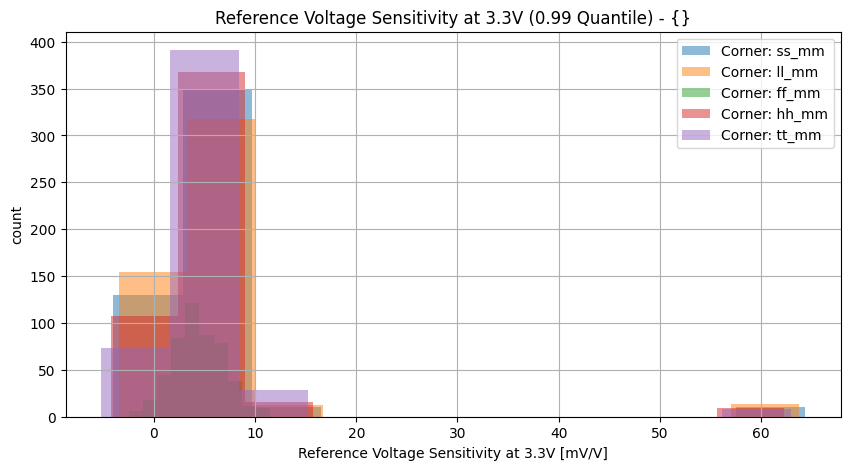 Reference Voltage Sensitivity at 3.3V (0.99 Quantile) - {}
400
350
300
250
200
150
100
50
0
count
Corner: ss_mm
Corner: ll_mm
Corner: ff_mm
Corner: hh_mm
Corner: tt_mm
0 10 20 30 40 50 60
Reference Voltage Sensitivity at 3.3V [mV/V]